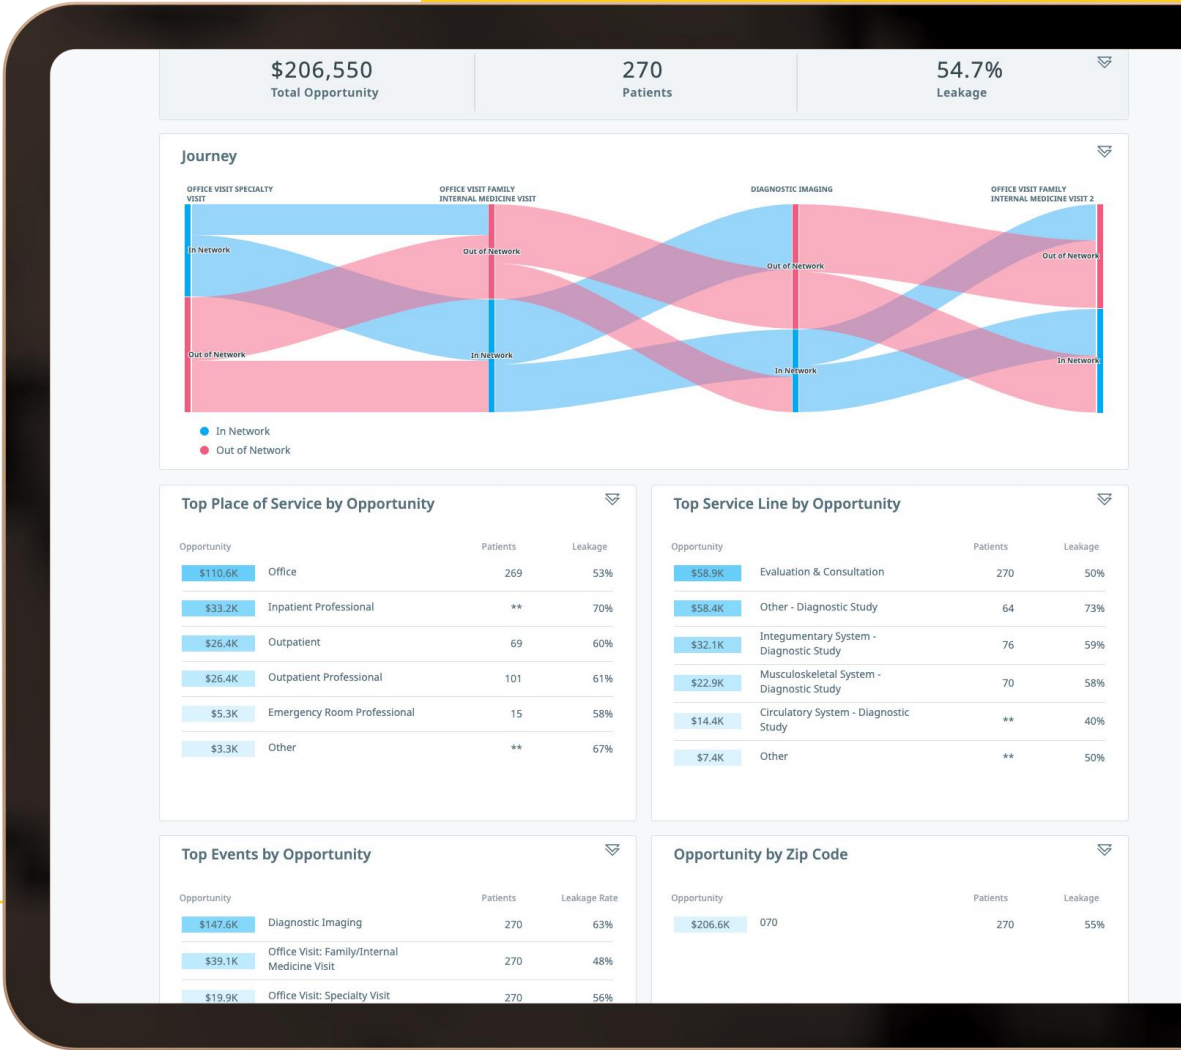 $206,550
Total Opportunity
270
Patients
54.7%
Leakage
Journey
OFFICE VISIT SPECIALTY
VISIT
OFFICE VISIT FAMILY
INTERNAL MEDICINE VISIT
DIAGNOSTIC IMAGING
OFFICE VISIT FAMILY
INTERNAL MEDICINE VISIT 2
In Network
Out of Network
Out of Network
In Network
Out of Network
In Network
Out of Network
In Network
In Network
Out of Network
Top Place of Service by Opportunity
Opportunity Patients Leakage
$110.6K Office 269 53%
$33.2K Inpatient Professional ** 70%
$26.4K Outpatient 69 60%
$26.4K Outpatient Professional 101 61%
$5.3K Emergency Room Professional 15 58%
$3.3K Other ** 67%
Top Service Line by Opportunity
Opportunity Patients Leakage
$58.9K Evaluation & Consultation 270 50%
$58.4K Other - Diagnostic Study 64 73%
Integumentary System -
$32.1K Diagnostic Study 76 59%
Musculoskeletal System -
$22.9K Diagnostic Study 70 58%
Circulatory System - Diagnostic
$14.4K Study ** 40%
$7.4K Other ** 50%
Top Events by Opportunity
Opportunity Patients Leakage Rate
$147.6K Diagnostic Imaging 270 63%
Office Visit: Family/Internal
$39.1K Medicine Visit 270 48%
$19.9K Office Visit: Specialty Visit 270 56%
Opportunity by Zip Code
Opportunity Patients Leakage
$206.6K 070 270 55%